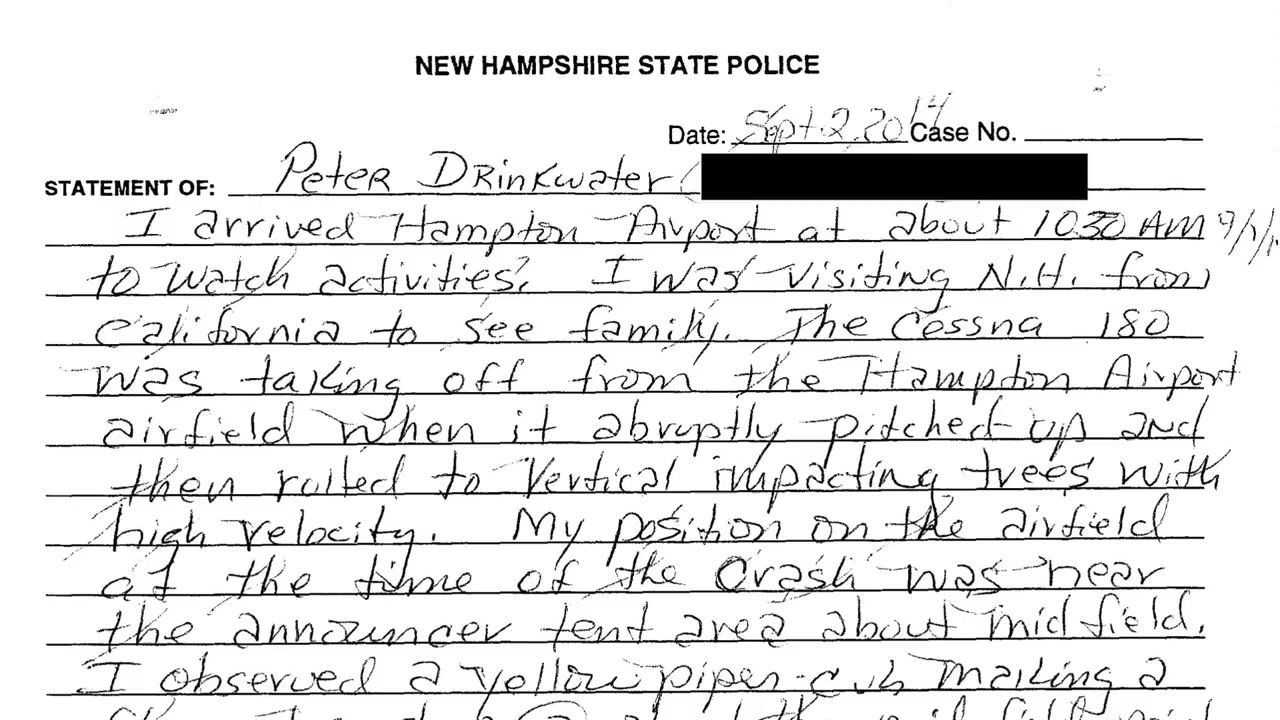 NEW HAMPSHIRE STATE POLICE
Date: Sept 2, 2014 Case No.
STATEMENT OF: Peter Drinkwater
I arrived Hampton Airport at about 1030 AM 9/1/1
to watch activities. I was visiting N.H. from
California to see family. The Cessna 180
was taking off from the Hampton Airport
airfield when it abruptly pitched up and
then rolled to vertical impacting trees with
high velocity. My position on the airfield
at the time of the crash was near
the announcer tent area about midfield.
I observed a yellow piper cub making a